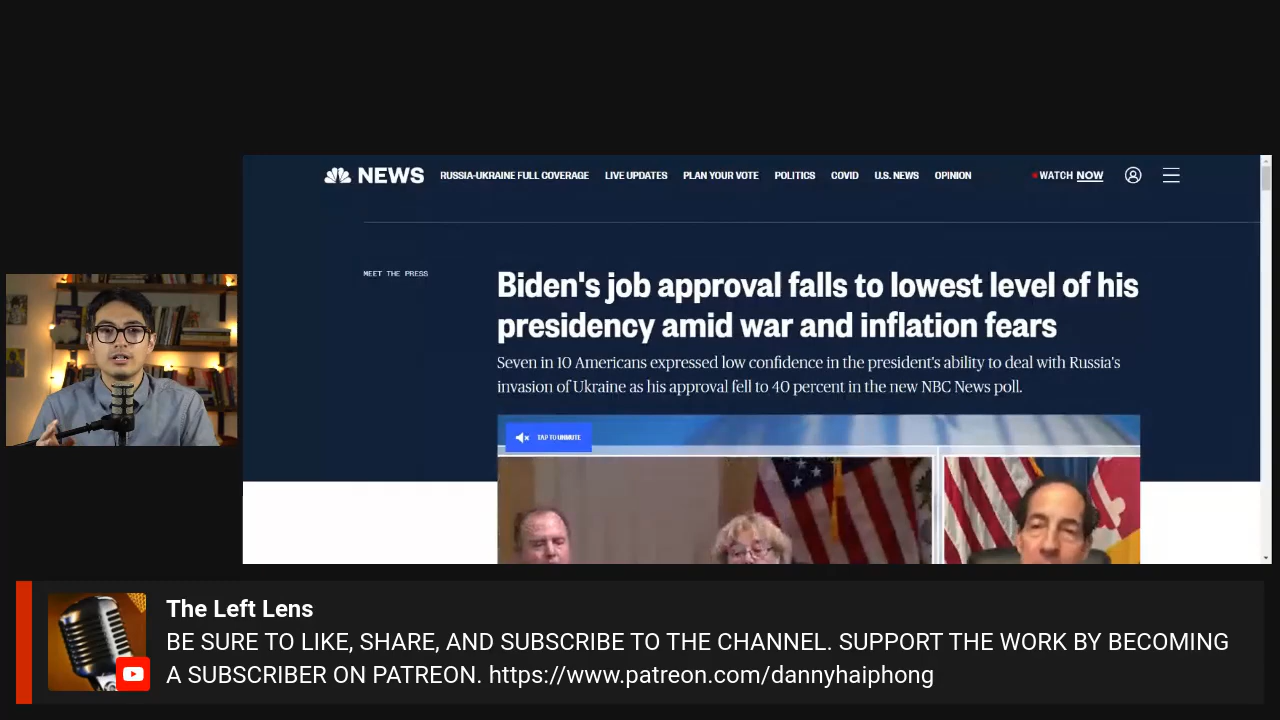 NEWS RUSSIA-UKRAINE FULL COVERAGE LIVE UPDATES PLAN YOUR VOTE POLITICS COVID U.S. NEWS OPINION WATCH NOW
MEET THE PRESS
Biden's job approval falls to lowest level of his
presidency amid war and inflation fears
Seven in 10 Americans expressed low confidence in the president's ability to deal with Russia's
invasion of Ukraine as his approval fell to 40 percent in the new NBC News poll.
TAP TO UNMUTE
The Left Lens
BE SURE TO LIKE, SHARE, AND SUBSCRIBE TO THE CHANNEL. SUPPORT THE WORK BY BECOMING
A SUBSCRIBER ON PATREON. https://www.patreon.com/dannyhaiphong